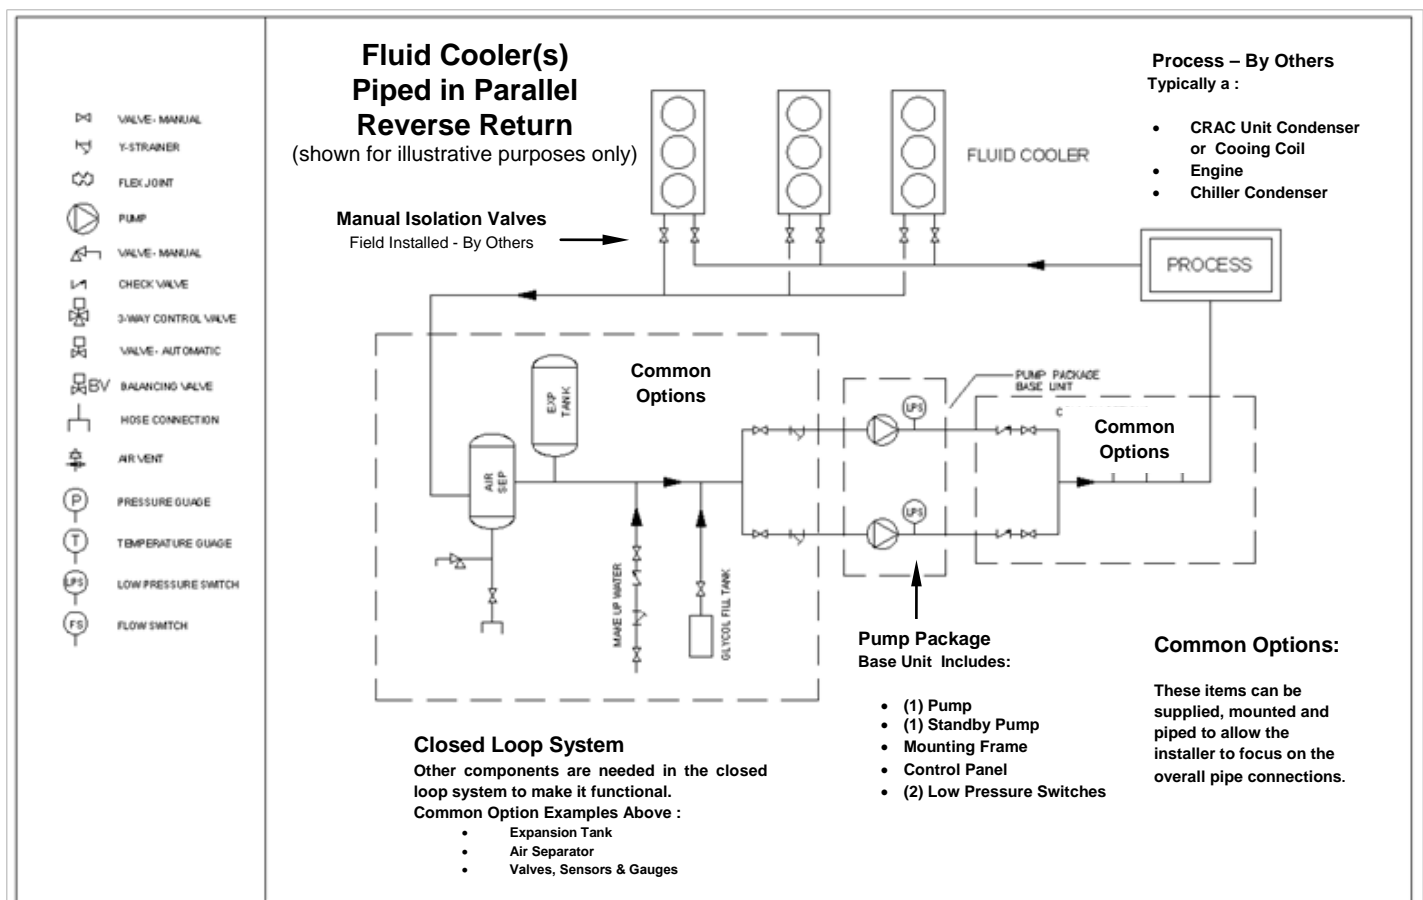 Fluid Cooler(s)
Piped in Parallel
Reverse Return
(shown for illustrative purposes only)
Manual Isolation Valves
Field Installed - By Others
FLUID COOLER
Process – By Others
Typically a :
• CRAC Unit Condenser
or Cooing Coil
• Engine
• Chiller Condenser
PROCESS
VALVE- MANUAL
Y-STRAINER
FLEX JOINT
PUMP
VALVE- MANUAL
CHECK VALVE
3-WAY CONTROL VALVE
VALVE- AUTOMATIC
BV
BALANCING VALVE
HOSE CONNECTION
AIR VENT
P
PRESSURE GUAGE
T
TEMPERATURE GUAGE
LPS
LOW PRESSURE SWITCH
FS
FLOW SWITCH
Common
Options
EXP
TANK
AIR
SEP
MAKE UP WATER
GLYCOL FILL TANK
LPS
LPS
PUMP PACKAGE
BASE UNIT
Common
Options
Closed Loop System
Other components are needed in the closed
loop system to make it functional.
Common Option Examples Above :
• Expansion Tank
• Air Separator
• Valves, Sensors & Gauges
Pump Package
Base Unit Includes:
• (1) Pump
• (1) Standby Pump
• Mounting Frame
• Control Panel
• (2) Low Pressure Switches
Common Options:
These items can be
supplied, mounted and
piped to allow the
installer to focus on the
overall pipe connections.